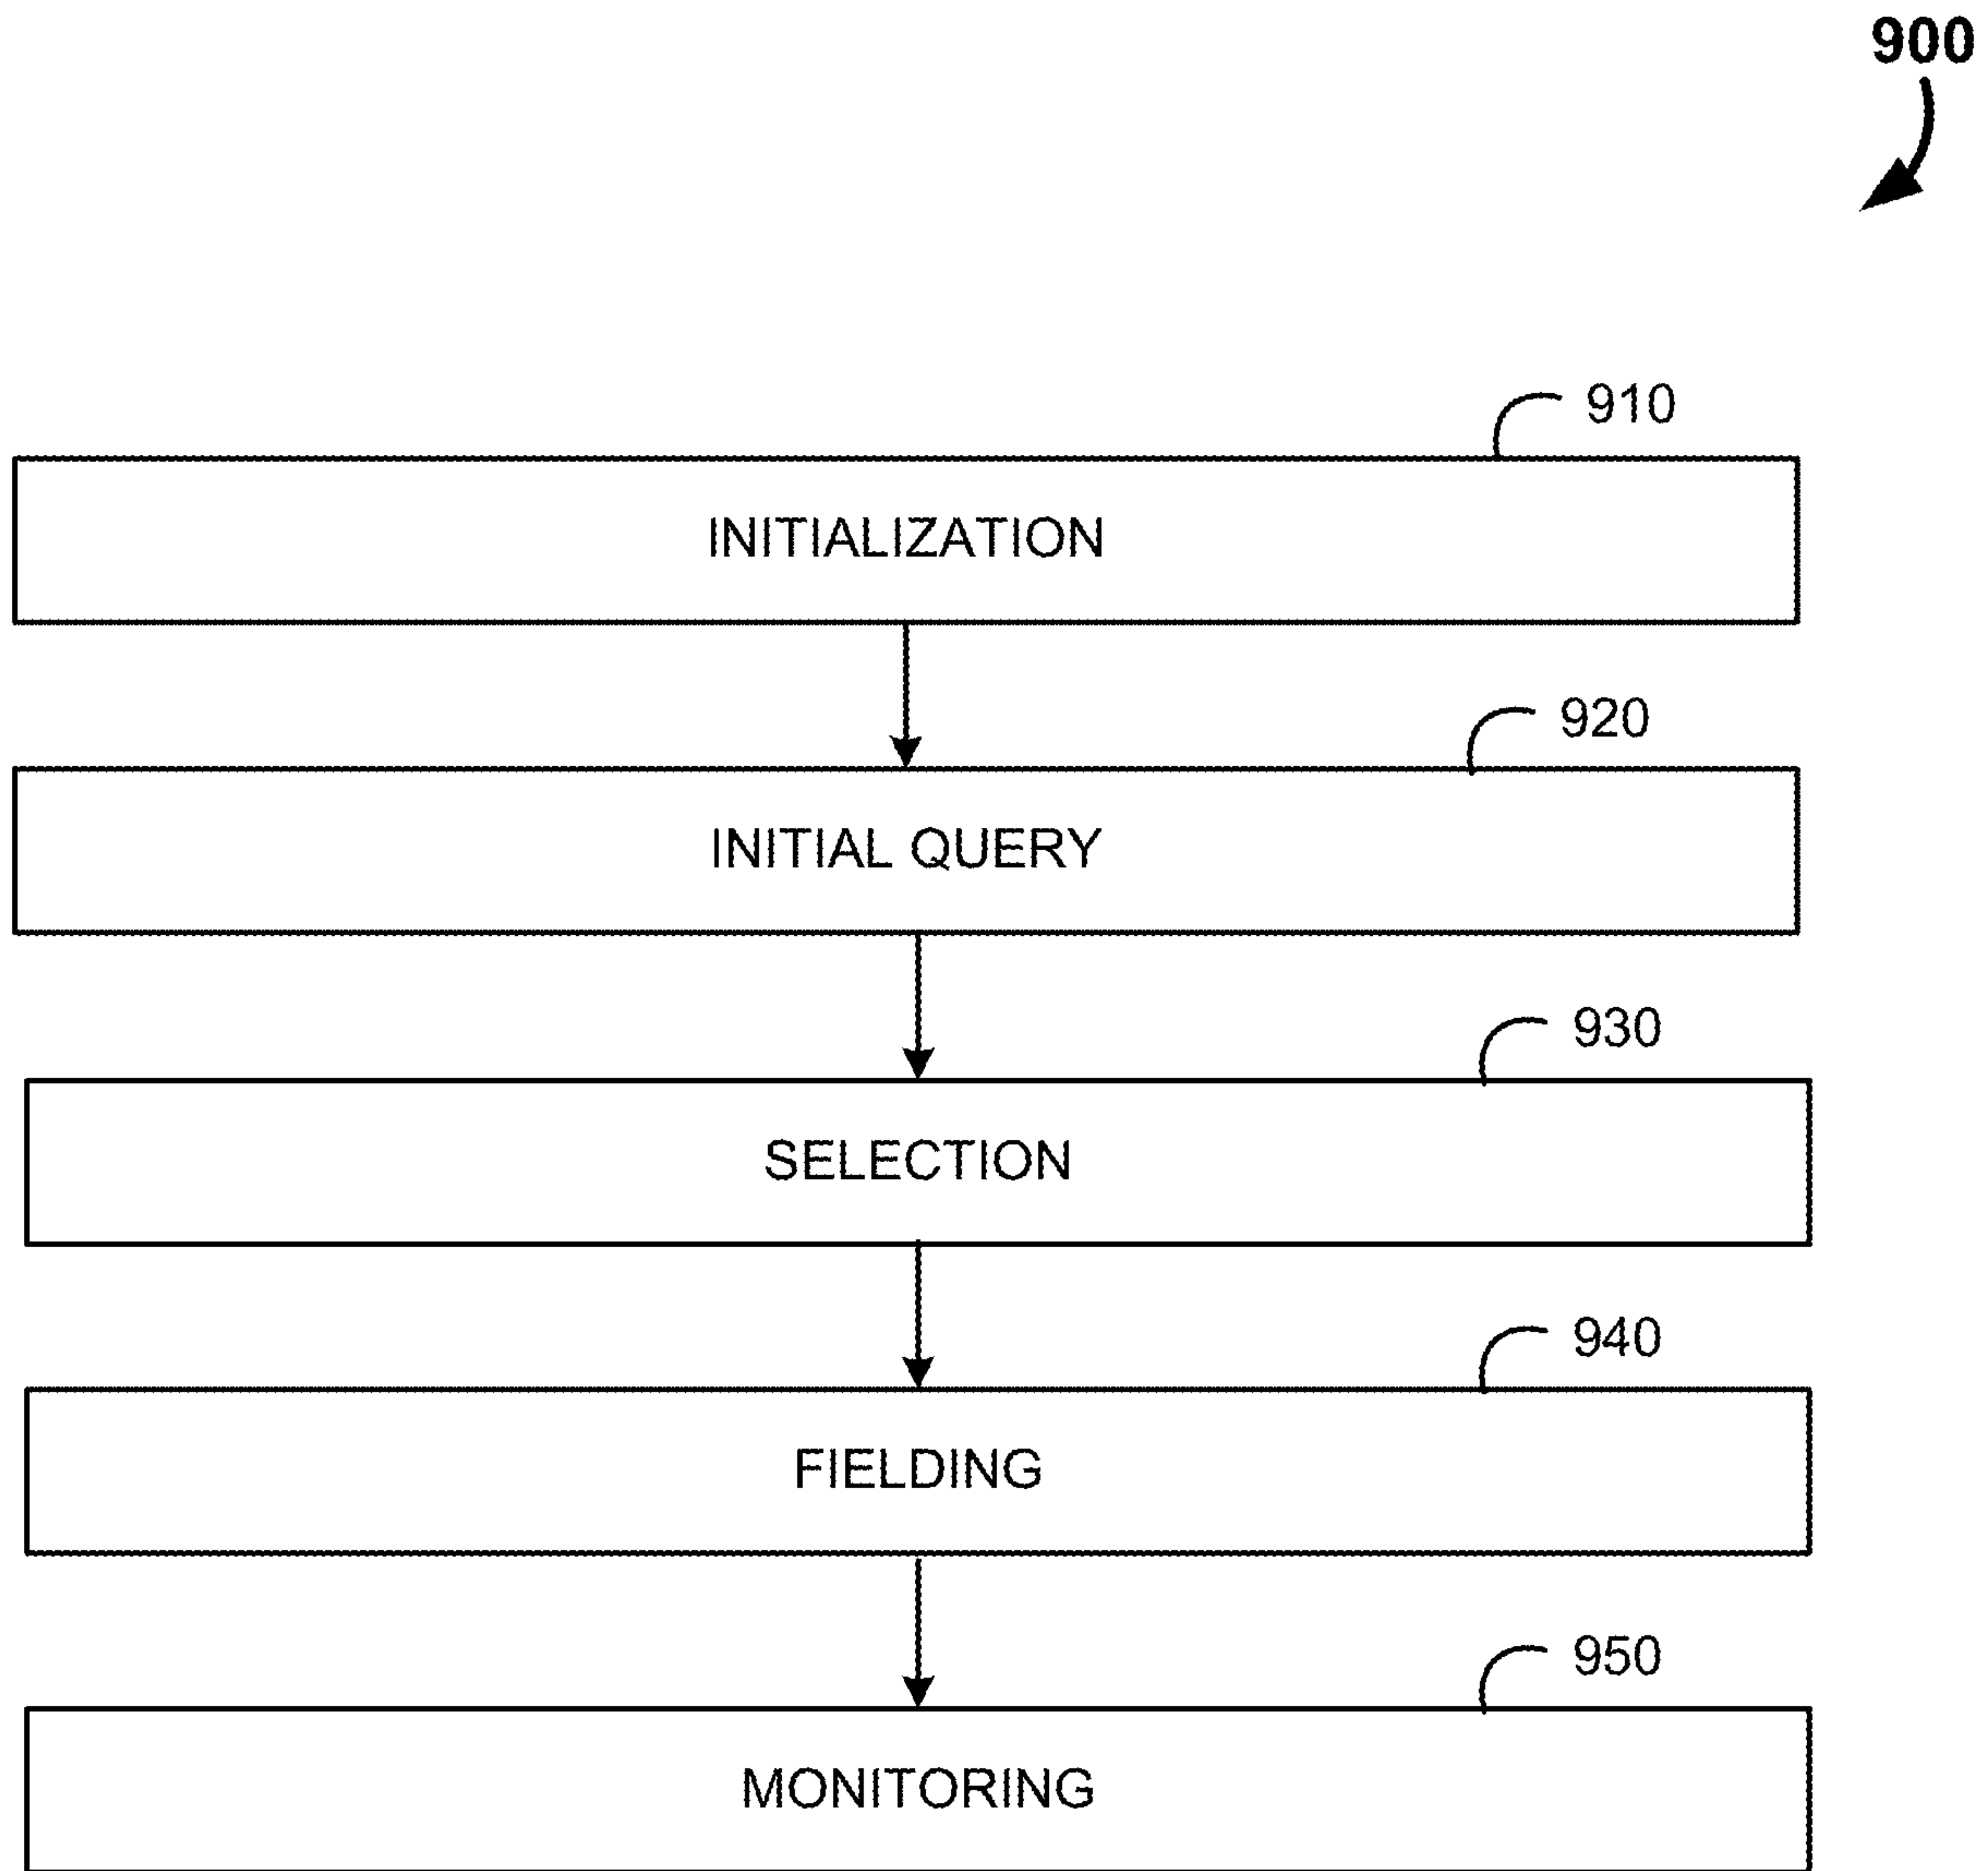 900
910
INITIALIZATION
920
INITIAL QUERY
930
SELECTION
940
FIELDING
950
MONITORING